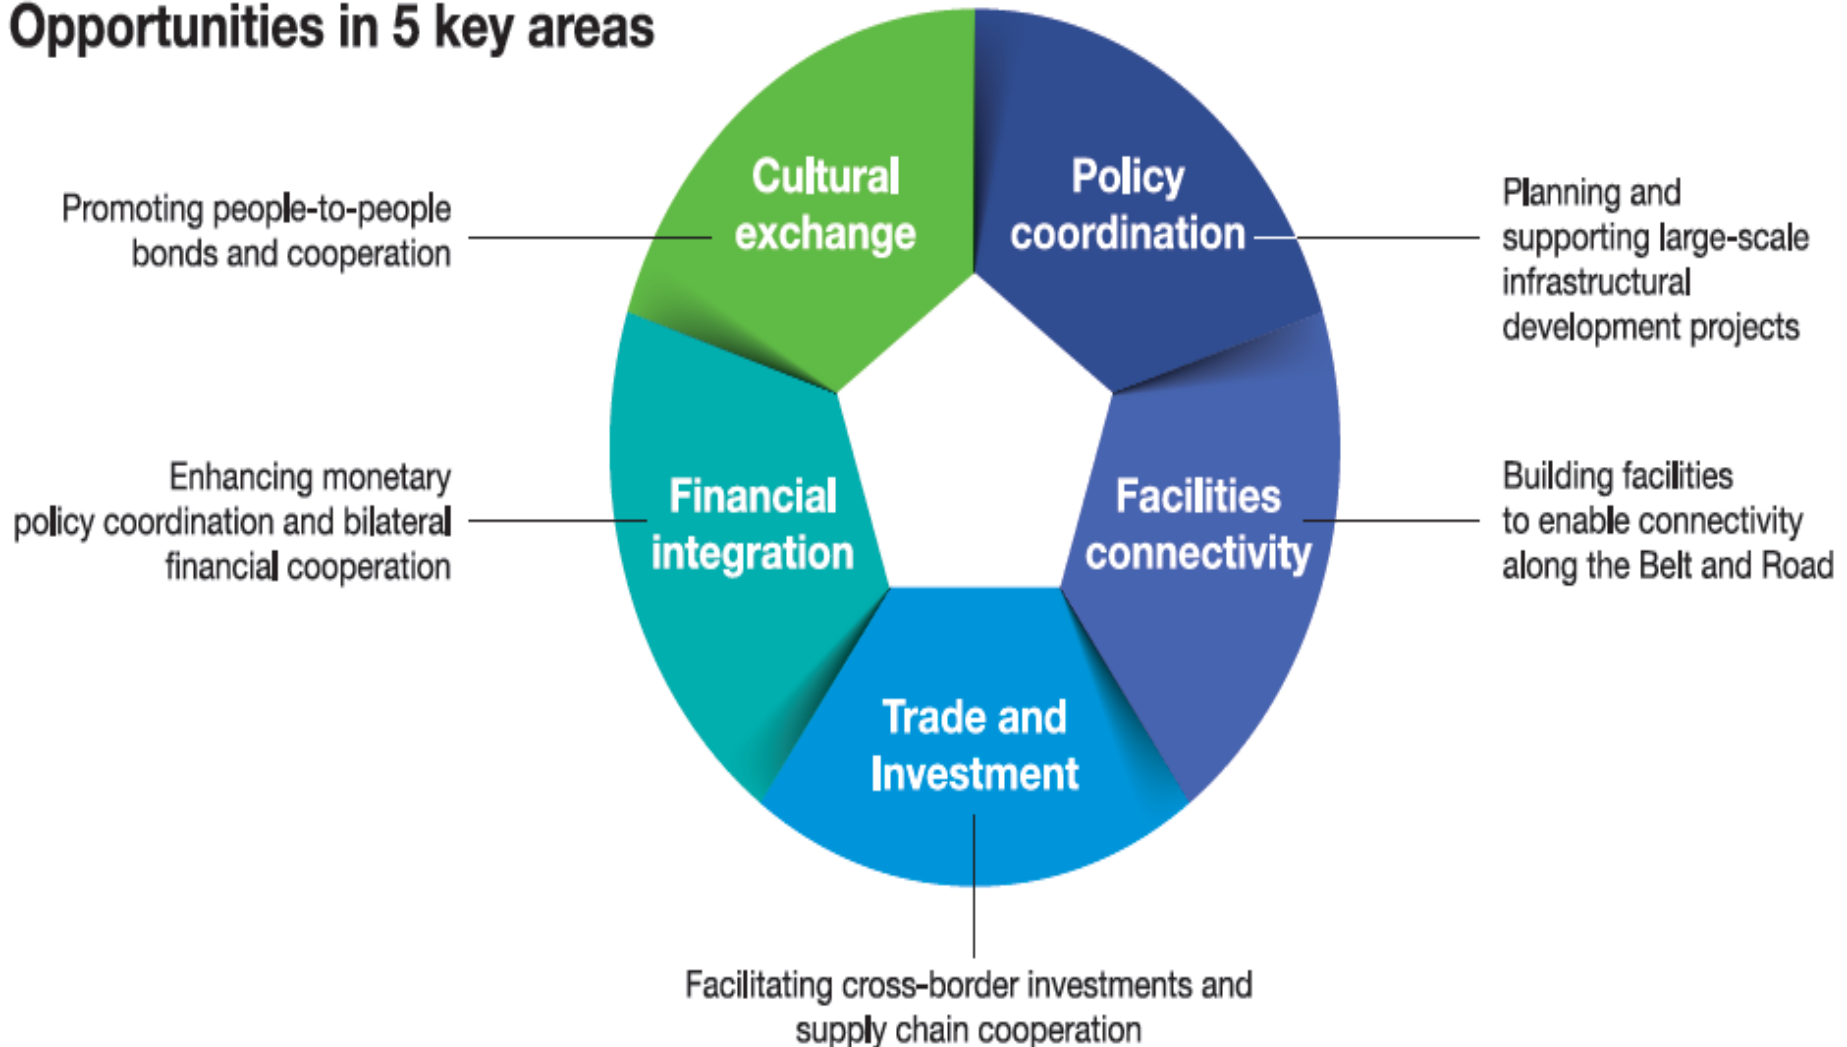 Opportunities in 5 key areas
Cultural
exchange
Promoting people-to-people
bonds and cooperation
Policy
coordination
Planning and
supporting large-scale
infrastructural
development projects
Financial
integration
Enhancing monetary
policy coordination and bilateral
financial cooperation
Facilities
connectivity
Building facilities
to enable connectivity
along the Belt and Road
Trade and
Investment
Facilitating cross-border investments and
supply chain cooperation